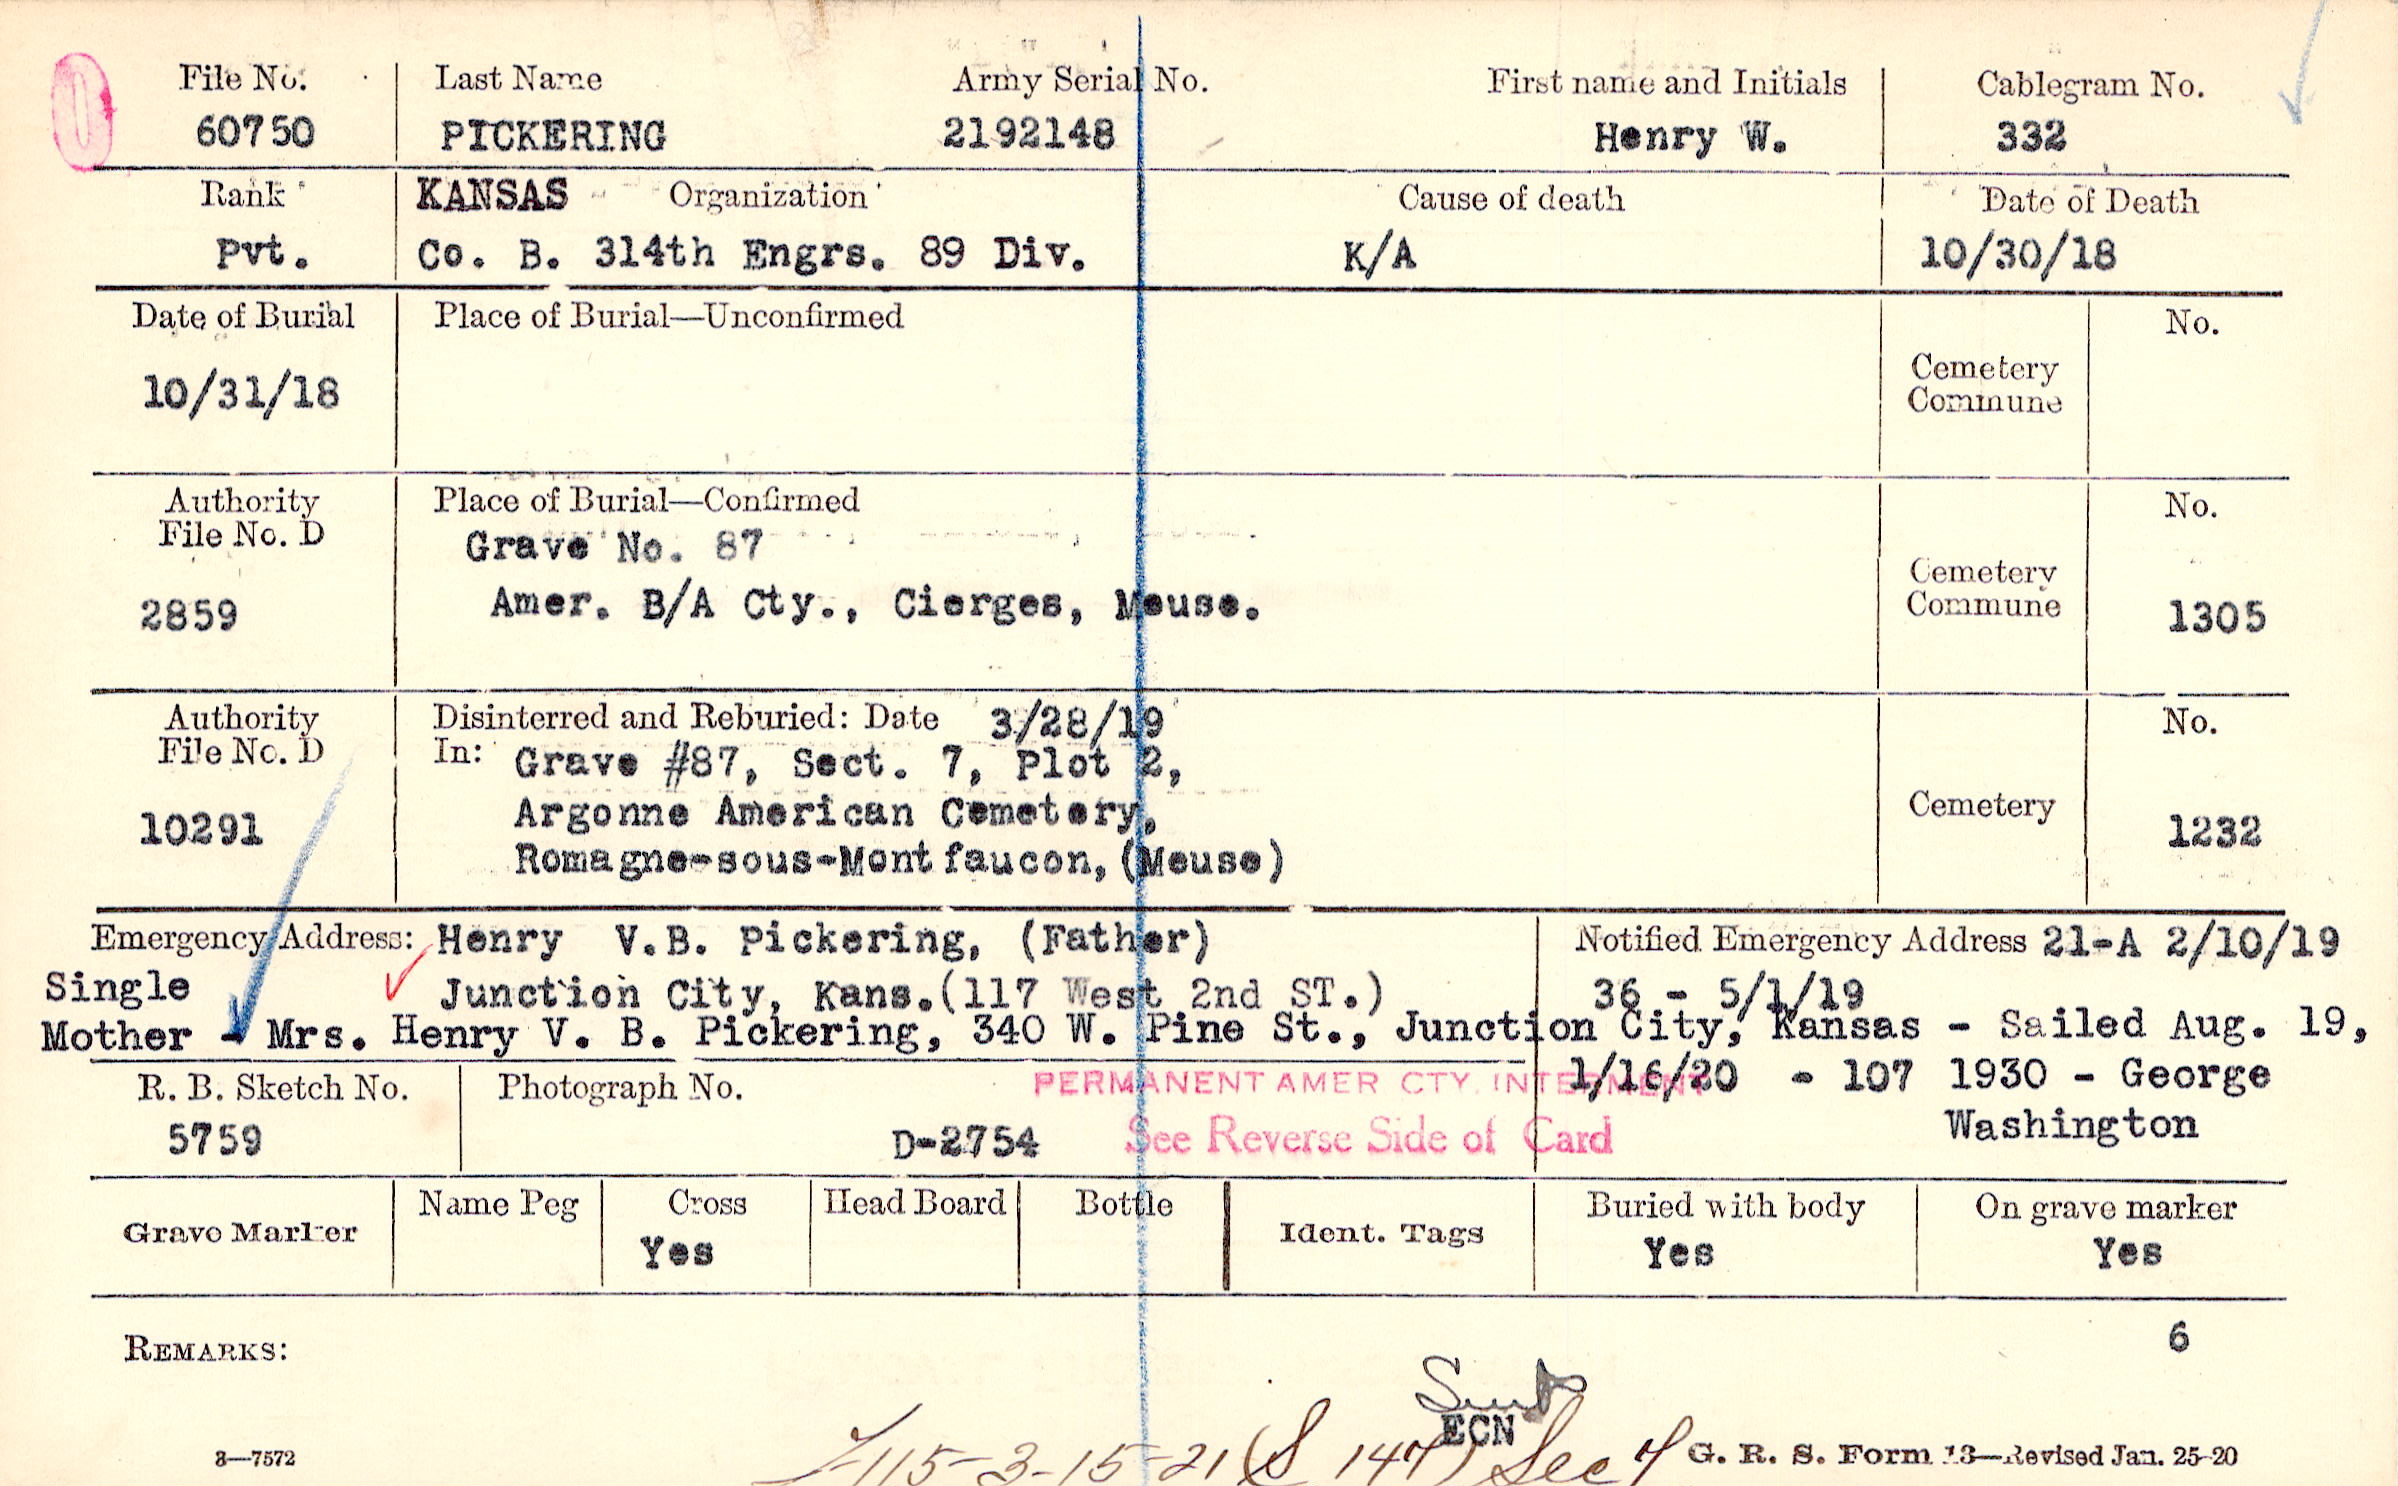 File No. Last Name Army Serial No. First name and Initials Cablegram No.
60750 PICKERING 2192148 Henry W. 332
Rank KANSAS Organization Cause of death Date of Death
Pvt. Co. B. 314th Engrs. 89 Div. K/A 10/30/18
Date of Burial Place of Burial—Unconfirmed No.
10/31/18
Cemetery
Commune
Authority Place of Burial—Confirmed No.
File No. D
Grave No. 87
2859 Amer. B/A Cty., Cierges, Meuse.
Cemetery
Commune 1305
Authority Disinterred and Reburied: Date 3/28/19 No.
File No. D In: Grave #87, Sect. 7, Plot 2,
10291 Argonne American Cemetery, Cemetery 1232
Romagne-sous-Montfaucon, (Meuse)
Emergency Address: Henry V.B. Pickering, (Father) Notified Emergency Address 21-A 2/10/19
Single Junction City, Kans. (117 West 2nd ST.) 36 - 5/1/19
Mother - Mrs. Henry V. B. Pickering, 340 W. Pine St., Junction City, Kansas - Sailed Aug. 19,
R. B. Sketch No. Photograph No. PERMANENT AMER CTY. INTERMENT 1/16/20 - 107 1930 - George
5759 D-2754 See Reverse Side of Card Washington
Grave Marker Name Peg Cross Head Board Bottle Ident. Tags Buried with body On grave marker
Yes Yes Yes
REMARKS: 6
ECN
115-3-15-21 (S 147) Sec 7
3—7572 G. R. S. Form 13—Revised Jan. 25-20